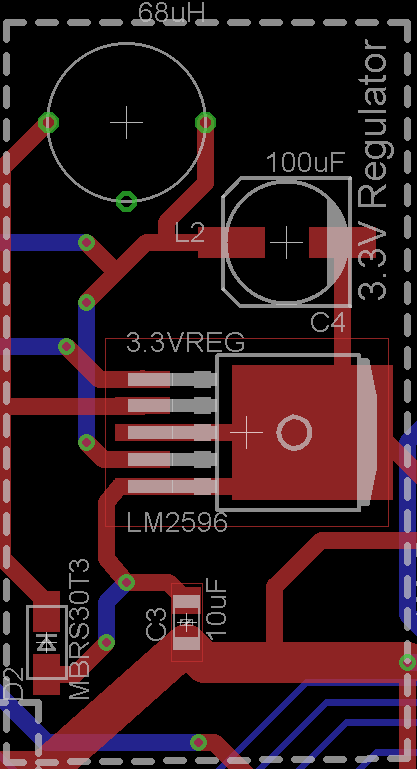 68uH
3.3V Regulator
100uF
L2
C4
3.3VREG
LM2596
MBRS30T3
C3
10uF
D2